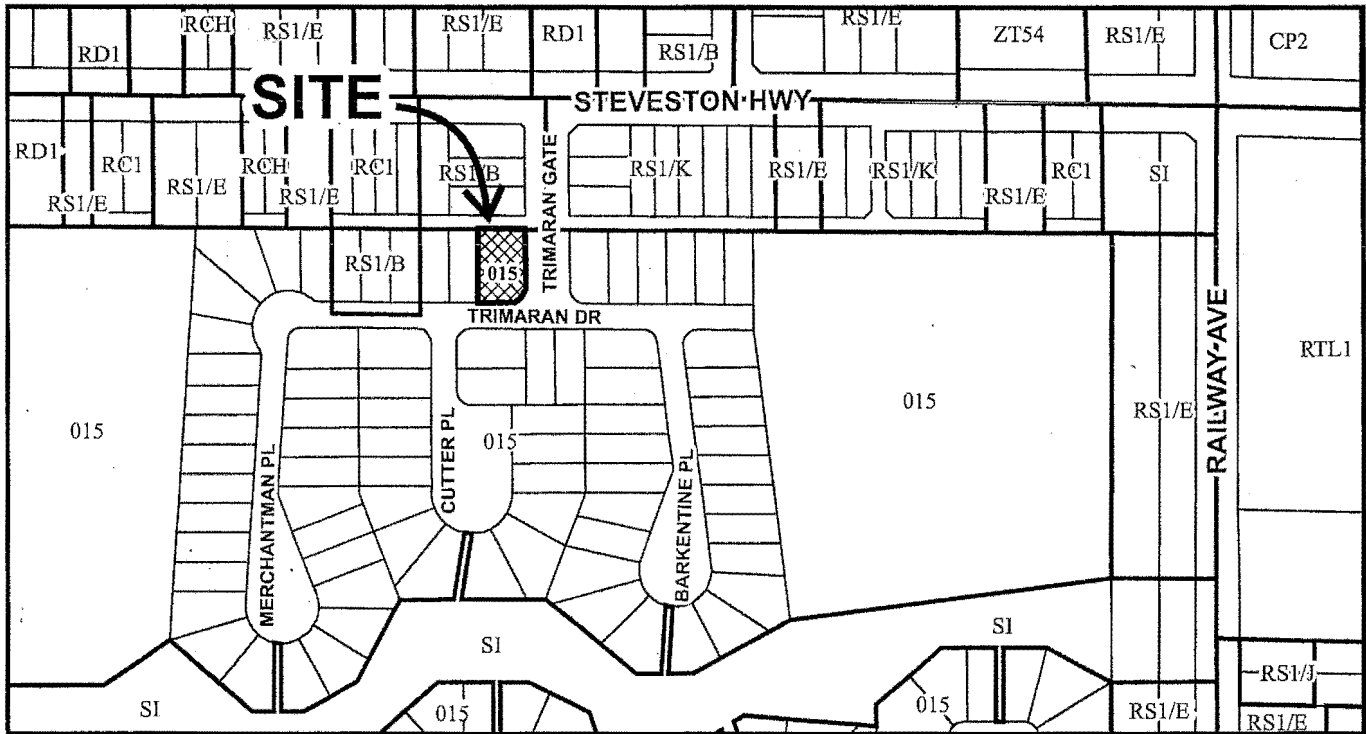 RD1
RCH
RS1/E
RS1/E
RD1
RS1/B
RS1/E
ZT54
RS1/E
CP2
SITE
STEVESTON HWY
RD1
RS1/E
RC1
RS1/E
RCH
RS1/E
RC1
RS1/B
TRIMARAN GATE
RS1/K
RS1/E
RS1/K
RS1/E
RC1
SI
RS1/B
015
TRIMARAN DR
015
MERCHANTMAN PL
CUTTER PL
015
BARKENTINE PL
015
RS1/E
RAILWAY AVE
RTL1
SI
SI
015
SI
015
RS1/E
RS1/J
RS1/E